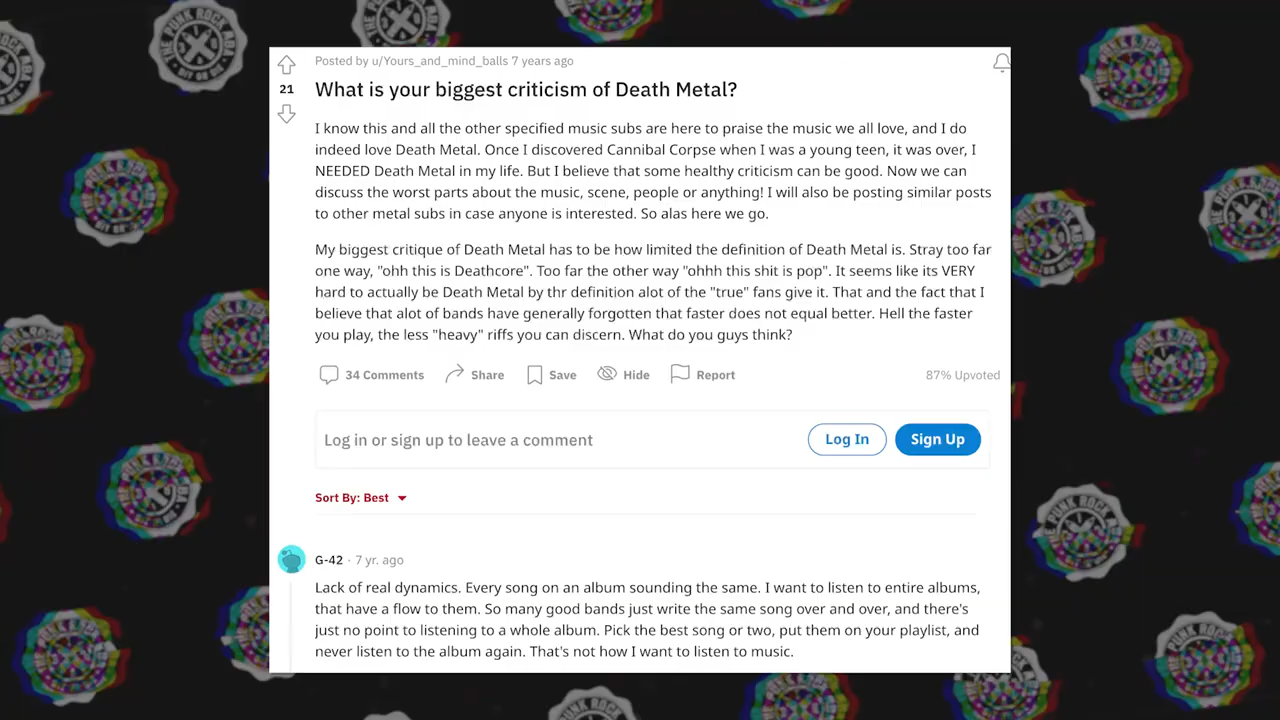 Posted by u/Yours_and_mind_balls 7 years ago
21
What is your biggest criticism of Death Metal?
I know this and all the other specified music subs are here to praise the music we all love, and I do
indeed love Death Metal. Once I discovered Cannibal Corpse when I was a young teen, it was over, I
NEEDED Death Metal in my life. But I believe that some healthy criticism can be good. Now we can
discuss the worst parts about the music, scene, people or anything! I will also be posting similar posts
to other metal subs in case anyone is interested. So alas here we go.
My biggest critique of Death Metal has to be how limited the definition of Death Metal is. Stray too far
one way, "ohh this is Deathcore". Too far the other way "ohhh this shit is pop". It seems like its VERY
hard to actually be Death Metal by thr definition alot of the "true" fans give it. That and the fact that I
believe that alot of bands have generally forgotten that faster does not equal better. Hell the faster
you play, the less "heavy" riffs you can discern. What do you guys think?
34 Comments Share Save Hide Report 87% Upvoted
Log in or sign up to leave a comment Log In Sign Up
Sort By: Best
G-42 · 7 yr. ago
Lack of real dynamics. Every song on an album sounding the same. I want to listen to entire albums,
that have a flow to them. So many good bands just write the same song over and over, and there's
just no point to listening to a whole album. Pick the best song or two, put them on your playlist, and
never listen to the album again. That's not how I want to listen to music.
THE PUNK ROCK MBA